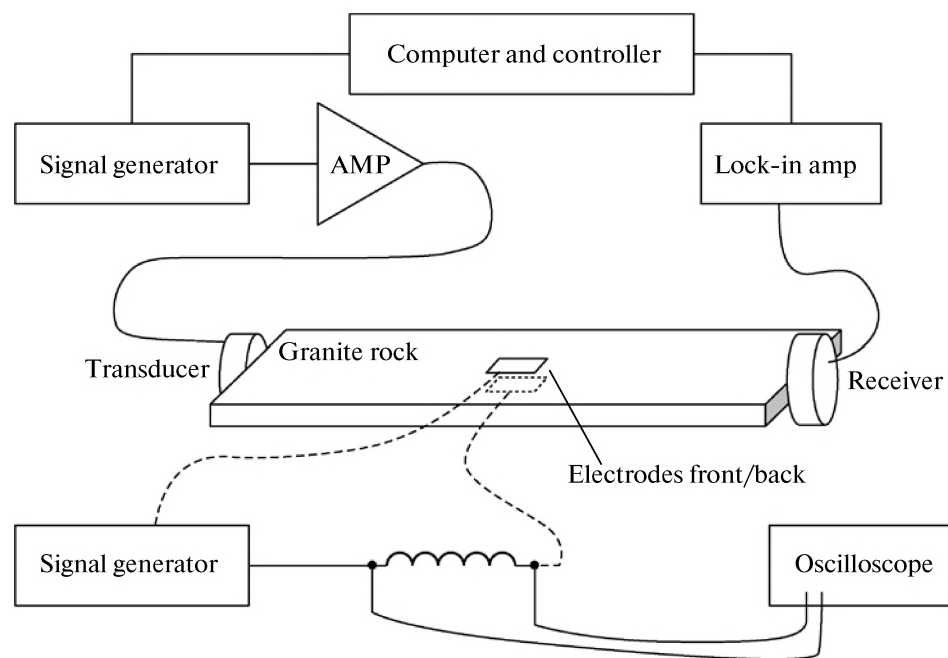 Computer and controller
Signal generator
AMP
Lock-in amp
Transducer
Granite rock
Receiver
Electrodes front/back
Signal generator
Oscilloscope